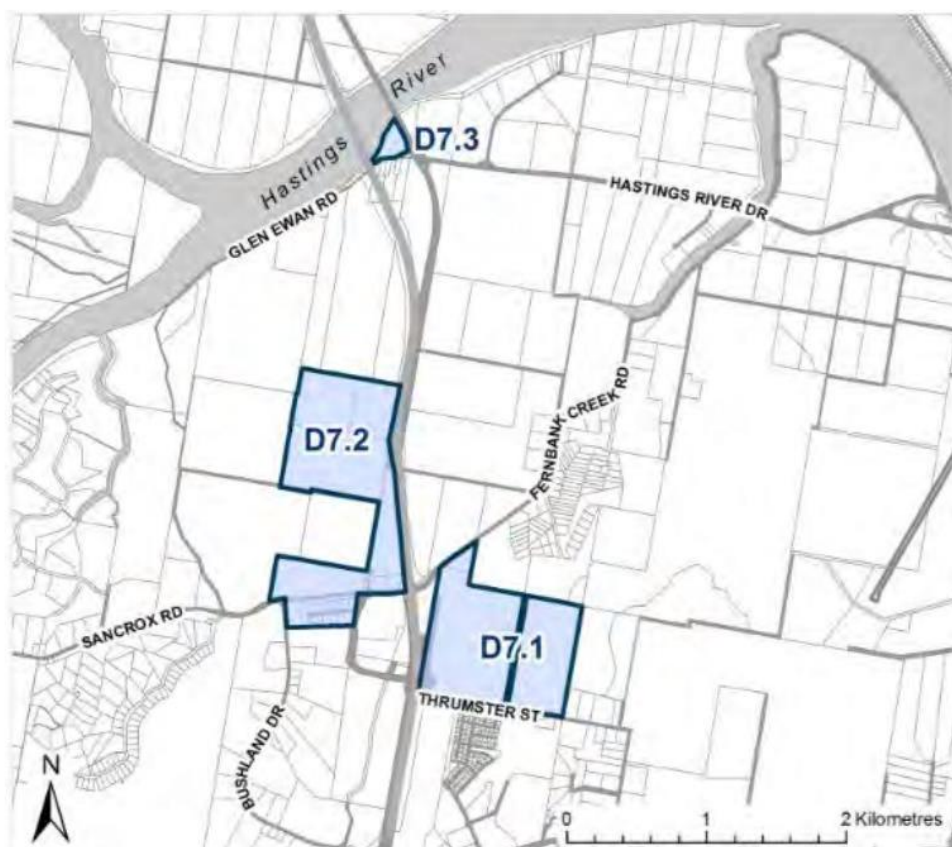 Hastings River
D7.3
HASTINGS RIVER DR
GLEN EWAN RD
D7.2
FERNBANK CREEK RD
SANCROX RD
D7.1
THRUMSTER ST
BUSHLAND DR
N
0 1 2 Kilometres